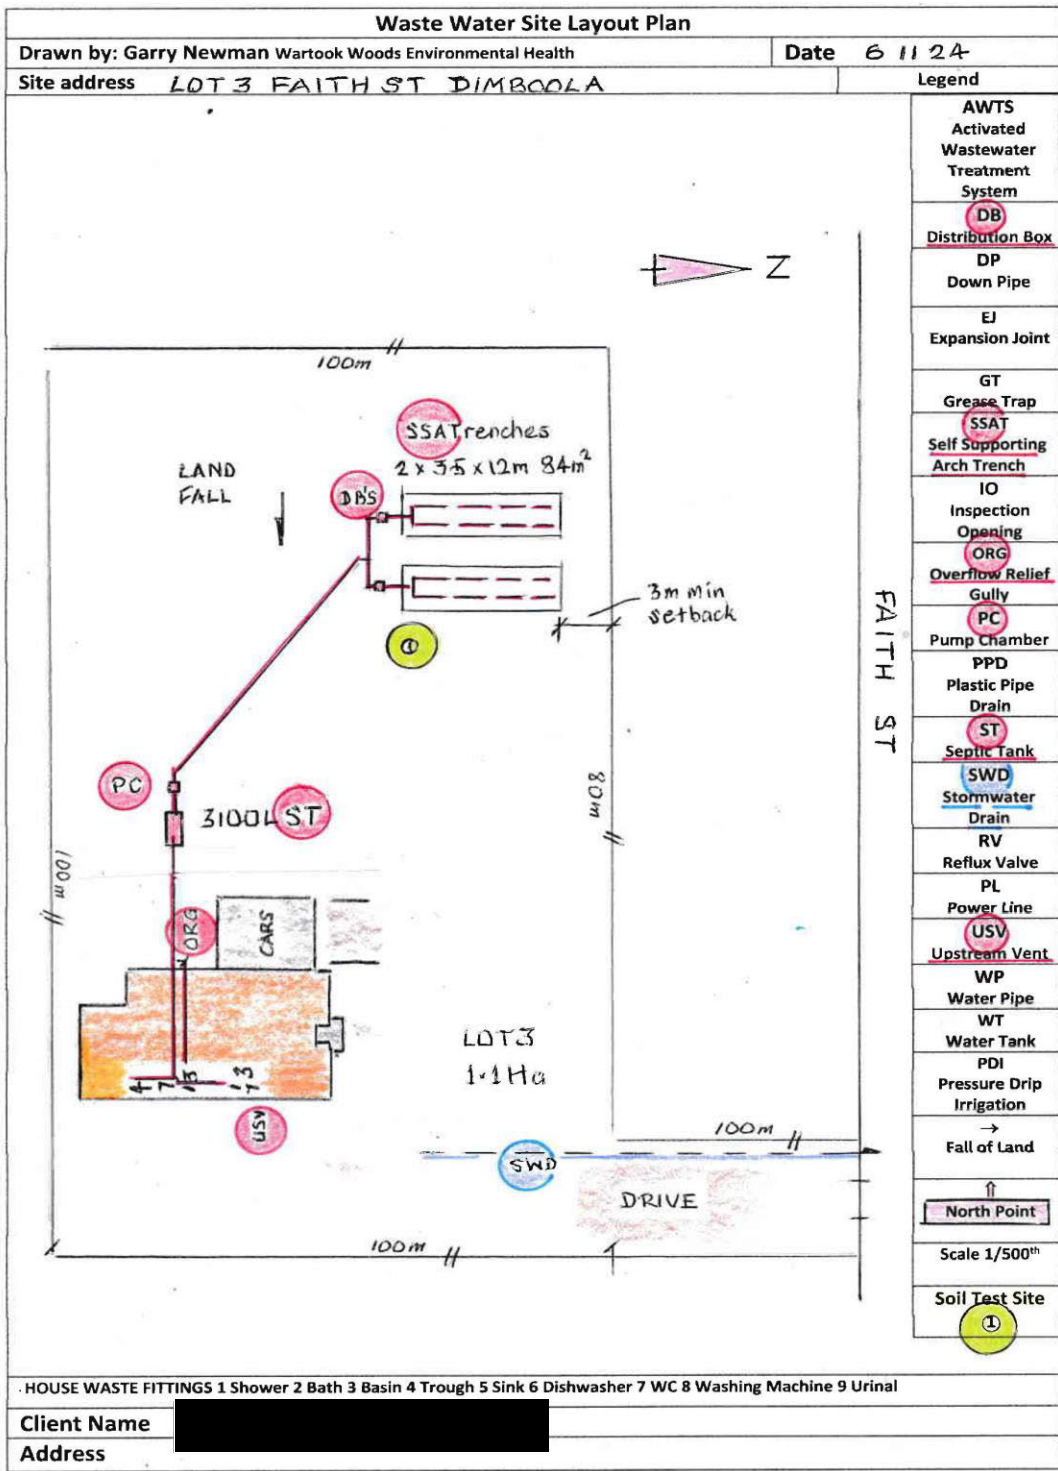 Waste Water Site Layout Plan
Drawn by: Garry Newman Wartook Woods Environmental Health
Date 6 11 24
Site address LOT 3 FAITH ST DIMBOOLA
Legend
AWTS
Activated
Wastewater
Treatment
System
DB
Distribution Box
DP
Down Pipe
EJ
Expansion Joint
GT
Grease Trap
SSAT
Self Supporting
Arch Trench
IO
Inspection
Opening
ORG
Overflow Relief
Gully
PC
Pump Chamber
PPD
Plastic Pipe
Drain
ST
Septic Tank
SWD
Stormwater
Drain
RV
Reflux Valve
PL
Power Line
USV
Upstream Vent
WP
Water Pipe
WT
Water Tank
PDI
Pressure Drip
Irrigation
→
Fall of Land
⇧
North Point
Scale 1/500th
Soil Test Site
①
Z
100m
SSATrenches
2 x 3.5 x 12m 84m²
LAND
FALL
DB'S
3m min
setback
①
FAITH ST
PC
3100L ST
80m
100m
ORG
CARS
4
7
13
USV
LOT 3
1.1Ha
100m
SWD
DRIVE
100m
HOUSE WASTE FITTINGS 1 Shower 2 Bath 3 Basin 4 Trough 5 Sink 6 Dishwasher 7 WC 8 Washing Machine 9 Urinal
Client Name
Address